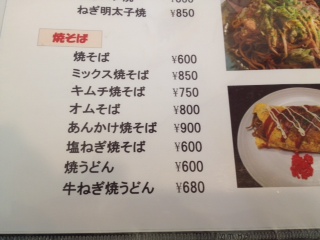 ¥850
ねぎ明太子焼 ¥850
焼そば
焼そば ¥600
ミックス焼そば ¥850
キムチ焼そば ¥750
オムそば ¥800
あんかけ焼そば ¥900
塩ねぎ焼そば ¥600
焼うどん ¥600
牛ねぎ焼うどん ¥680